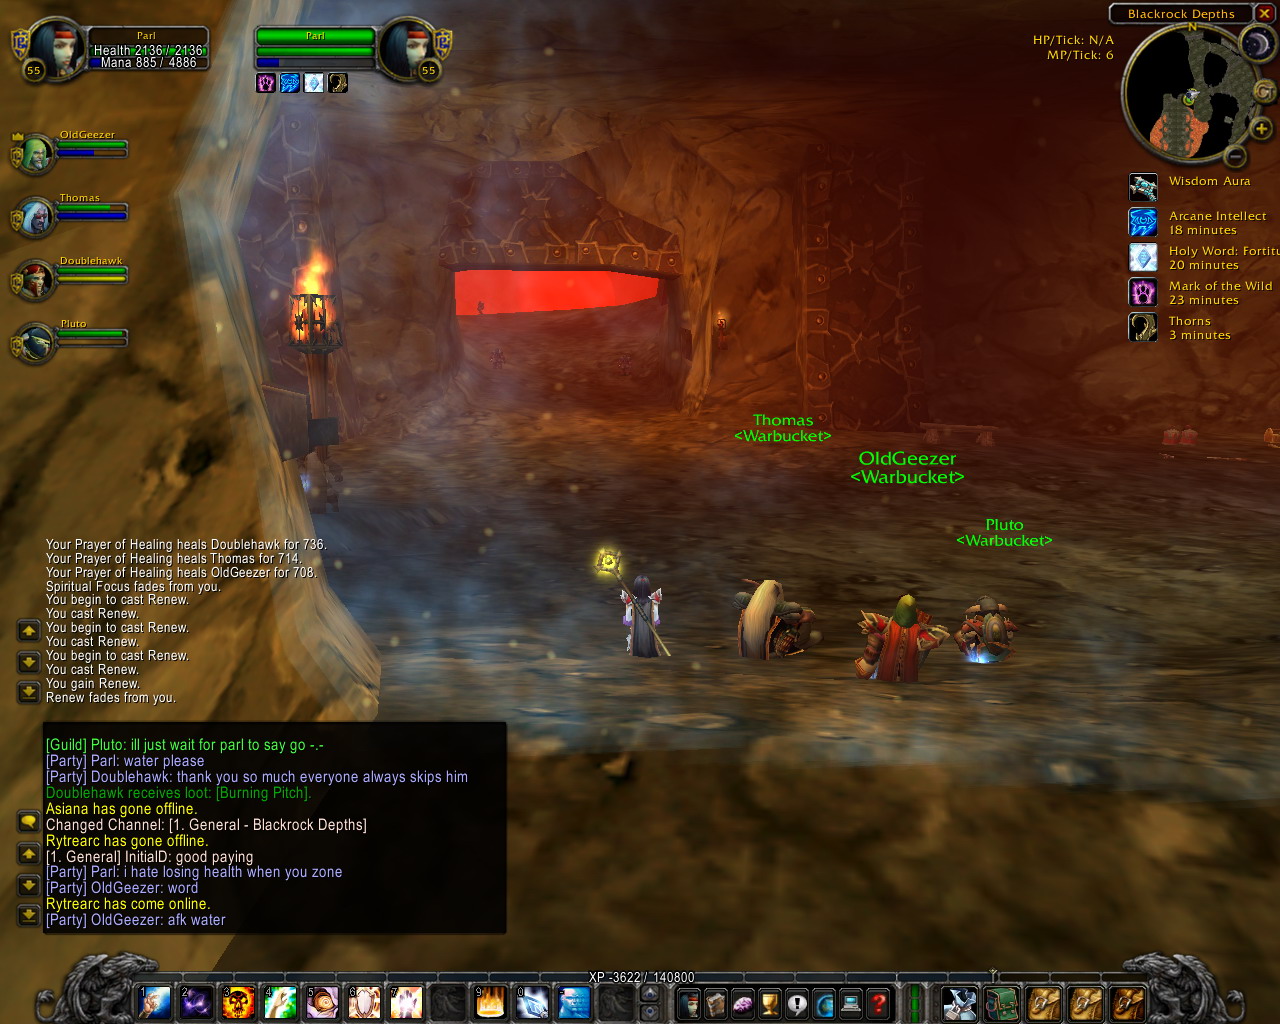 Parl
Health 2136 / 2136
Mana 885 / 4886
55
Parl
55
Blackrock Depths
HP/Tick: N/A
MP/Tick: 6
N
OldGeezer
Thomas
Doublehawk
Pluto
Wisdom Aura
Arcane Intellect
18 minutes
Holy Word: Fortitu
20 minutes
Mark of the Wild
23 minutes
Thorns
3 minutes
Thomas
<Warbucket>
OldGeezer
<Warbucket>
Pluto
<Warbucket>
Your Prayer of Healing heals Doublehawk for 736.
Your Prayer of Healing heals Thomas for 714.
Your Prayer of Healing heals OldGeezer for 708.
Spiritual Focus fades from you.
You begin to cast Renew.
You cast Renew.
You begin to cast Renew.
You cast Renew.
You begin to cast Renew.
You cast Renew.
You gain Renew.
Renew fades from you.
[Guild] Pluto: ill just wait for parl to say go -.-
[Party] Parl: water please
[Party] Doublehawk: thank you so much everyone always skips him
Doublehawk receives loot: [Burning Pitch].
Asiana has gone offline.
Changed Channel: [1. General - Blackrock Depths]
Rytrearc has gone offline.
[1. General] InitialD: good paying
[Party] Parl: i hate losing health when you zone
[Party] OldGeezer: word
Rytrearc has come online.
[Party] OldGeezer: afk water
XP -3622 / 140800
1 2 3 4 5 6 7 9 0